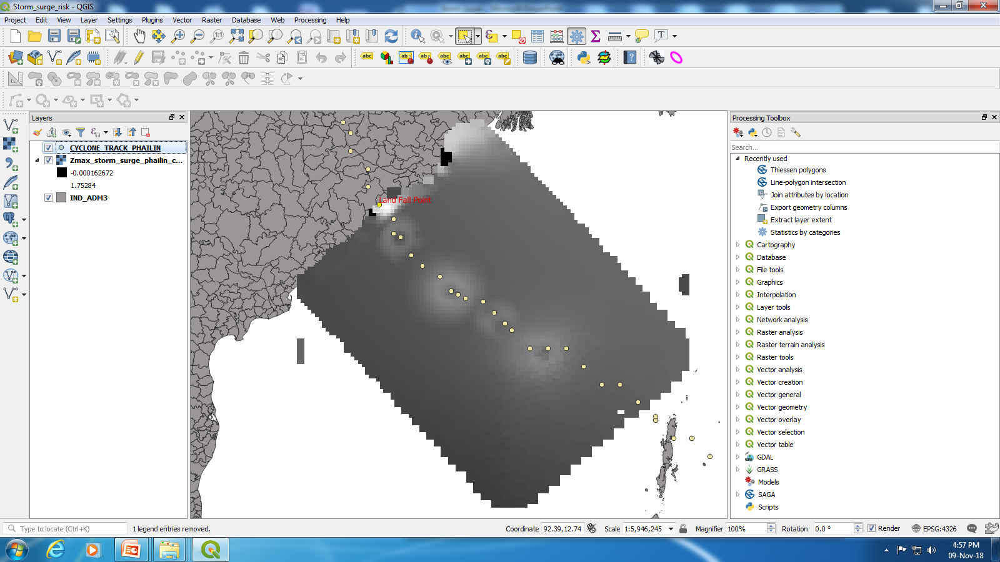 Storm_surge_risk - QGIS
Project Edit View Layer Settings Plugins Vector Raster Database Web Processing Help
Layers
CYCLONE_TRACK_PHAILIN
Zmax_storm_surge_phailin_c...
-0.000162672
1.75284
IND_ADM3
Land Fall Point
Processing Toolbox
Search...
Recently used
Thiessen polygons
Line-polygon intersection
Join attributes by location
Export geometry columns
Extract layer extent
Statistics by categories
Cartography
Database
File tools
Graphics
Interpolation
Layer tools
Network analysis
Raster analysis
Raster terrain analysis
Raster tools
Vector analysis
Vector creation
Vector general
Vector geometry
Vector overlay
Vector selection
Vector table
GDAL
GRASS
Models
SAGA
Scripts
Type to locate (Ctrl+K) 1 legend entries removed. Coordinate 92.39,12.74 Scale 1:5,946,245 Magnifier 100% Rotation 0.0 ° Render EPSG:4326
4:57 PM
09-Nov-18